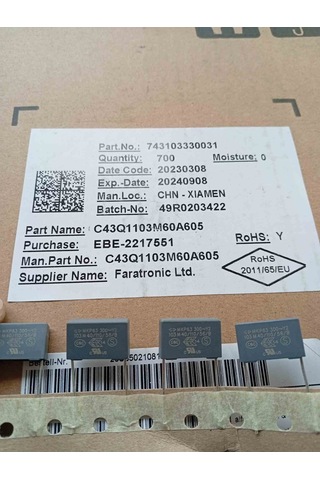 Part.No.: 743103330031
Quantity: 700 Moisture: 0
Date Code: 20230308
Exp.-Date: 20240908
Man.Loc.: CHN - XIAMEN
Batch-No: 49R0203422
Part Name: C43Q1103M60A605
Purchase: EBE-2217551
Man.Part No.: C43Q1103M60A605
Supplier Name: Faratronic Ltd.
RoHS: Y
RoHS
2011/65/EU
Bestell-Nr.